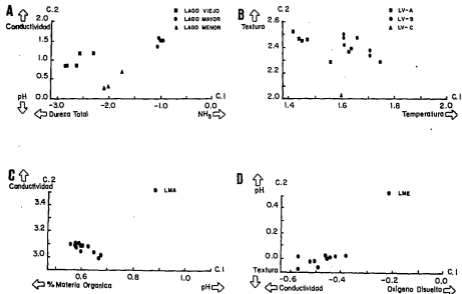 A
C.2
Conductividad
LAGO VIEJO
LAGO MAYOR
LAGO MENOR
2.0
1.5
1.0
0.5
0.0
-3.0
-2.0
-1.0
0.0
C.1
pH
Dureza Total
NH3
B
C.2
Textura
LV-A
LV-B
LV-C
2.6
2.4
2.2
2.0
1.4
1.6
1.8
2.0
C.1
Temperatura
C
C.2
Conductividad
LMA
3.4
3.2
3.0
0.6
0.8
1.0
C.1
% Materia Organica
pH
D
pH
C.2
LME
0.4
0.2
0.0
Textura
-0.6
-0.4
-0.2
0.0
C.1
Conductividad
Oxigeno Disuelto